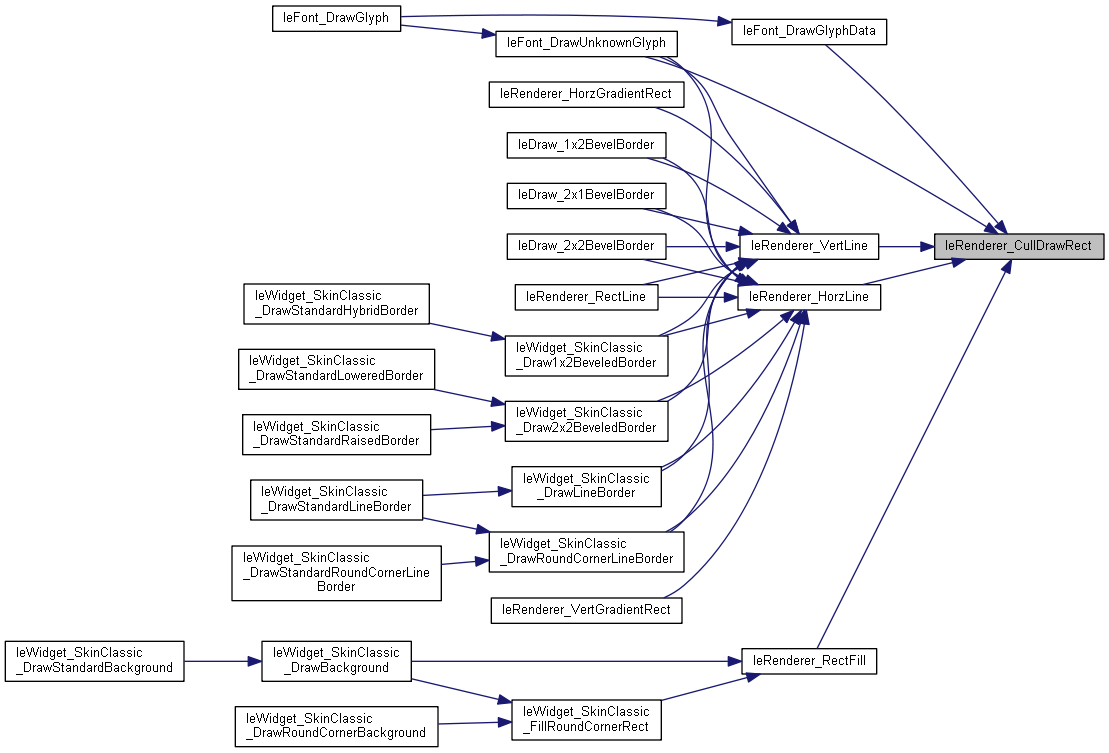 leFont_DrawGlyph
leFont_DrawGlyphData
leFont_DrawUnknownGlyph
leRenderer_HorzGradientRect
leDraw_1x2BevelBorder
leDraw_2x1BevelBorder
leDraw_2x2BevelBorder
leRenderer_VertLine
leRenderer_CullDrawRect
leRenderer_RectLine
leRenderer_HorzLine
leWidget_SkinClassic
_DrawStandardHybridBorder
leWidget_SkinClassic
_Draw1x2BeveledBorder
leWidget_SkinClassic
_DrawStandardLoweredBorder
leWidget_SkinClassic
_Draw2x2BeveledBorder
leWidget_SkinClassic
_DrawStandardRaisedBorder
leWidget_SkinClassic
_DrawLineBorder
leWidget_SkinClassic
_DrawStandardLineBorder
leWidget_SkinClassic
_DrawRoundCornerLineBorder
leWidget_SkinClassic
_DrawStandardRoundCornerLine
Border
leRenderer_VertGradientRect
leWidget_SkinClassic
_DrawStandardBackground
leWidget_SkinClassic
_DrawBackground
leRenderer_RectFill
leWidget_SkinClassic
_FillRoundCornerRect
leWidget_SkinClassic
_DrawRoundCornerBackground